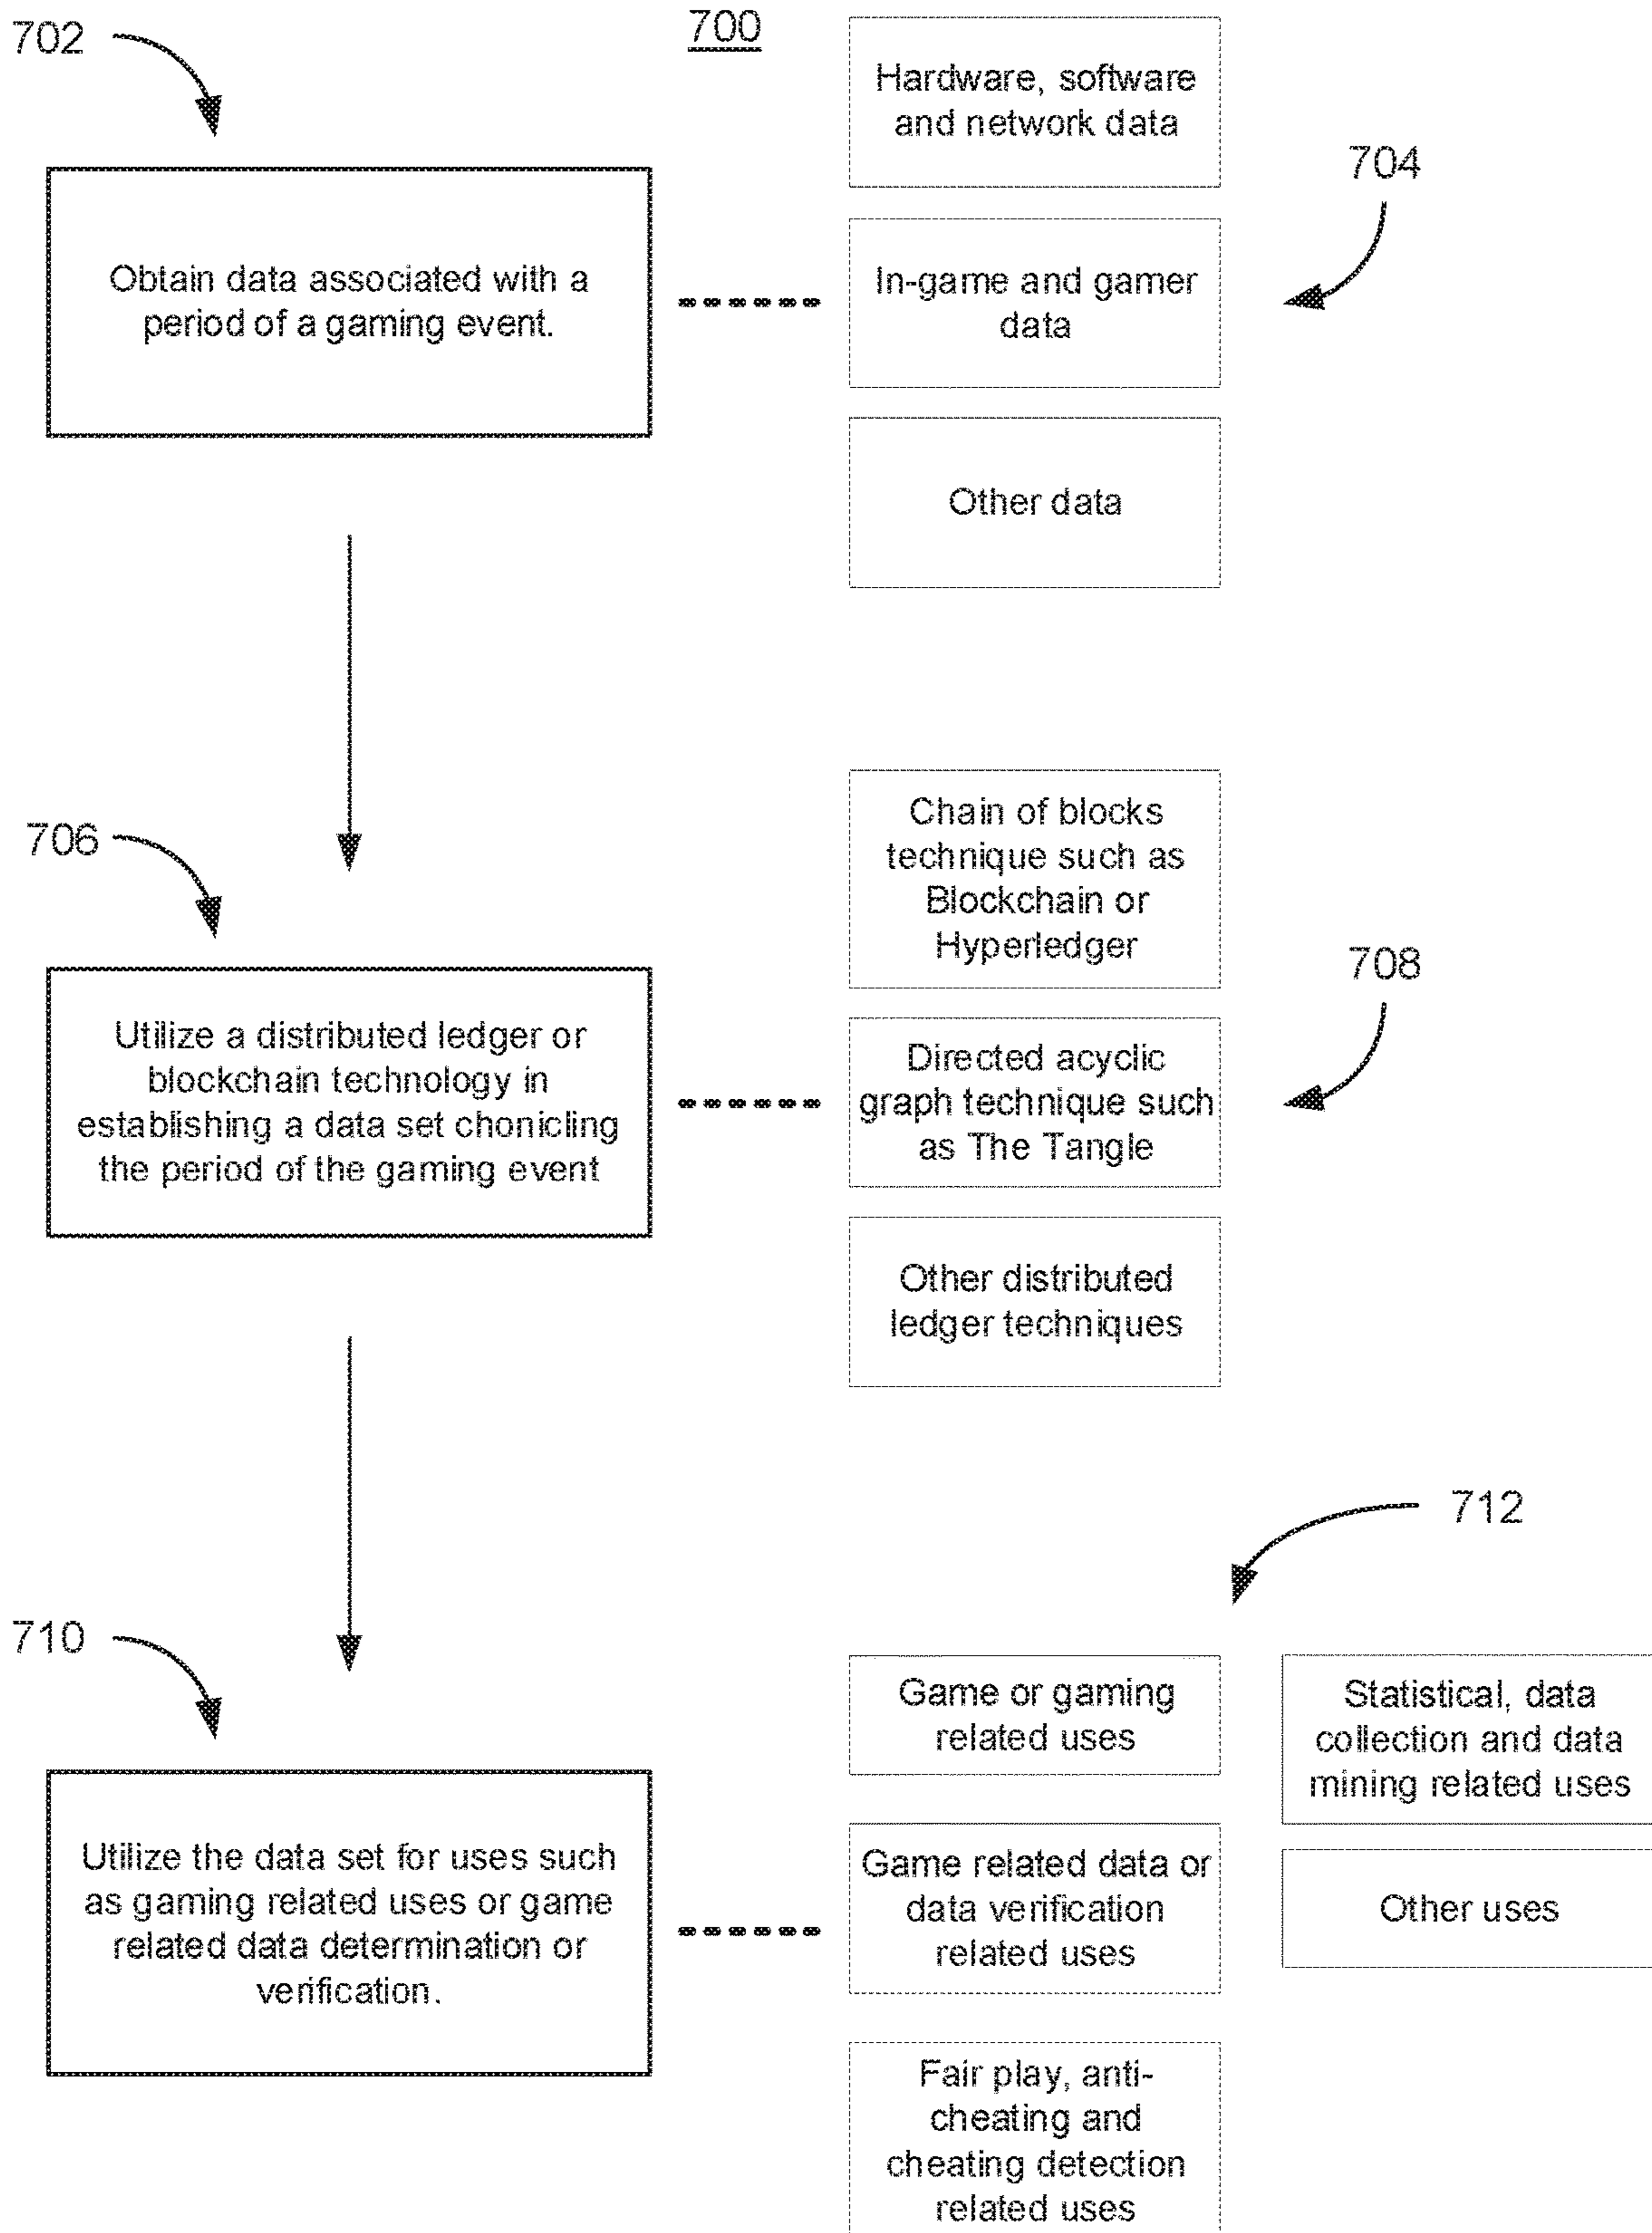 702
700
Hardware, software
and network data
704
Obtain data associated with a
period of a gaming event.
In-game and gamer
data
Other data
706
Chain of blocks
technique such as
Blockchain or
Hyperledger
708
Utilize a distributed ledger or
blockchain technology in
establishing a data set chonicling
the period of the gaming event
Directed acyclic
graph technique such
as The Tangle
Other distributed
ledger techniques
712
710
Game or gaming
related uses
Statistical, data
collection and data
mining related uses
Utilize the data set for uses such
as gaming related uses or game
related data determination or
verification.
Game related data or
data verification
related uses
Other uses
Fair play, anti-
cheating and
cheating detection
related uses